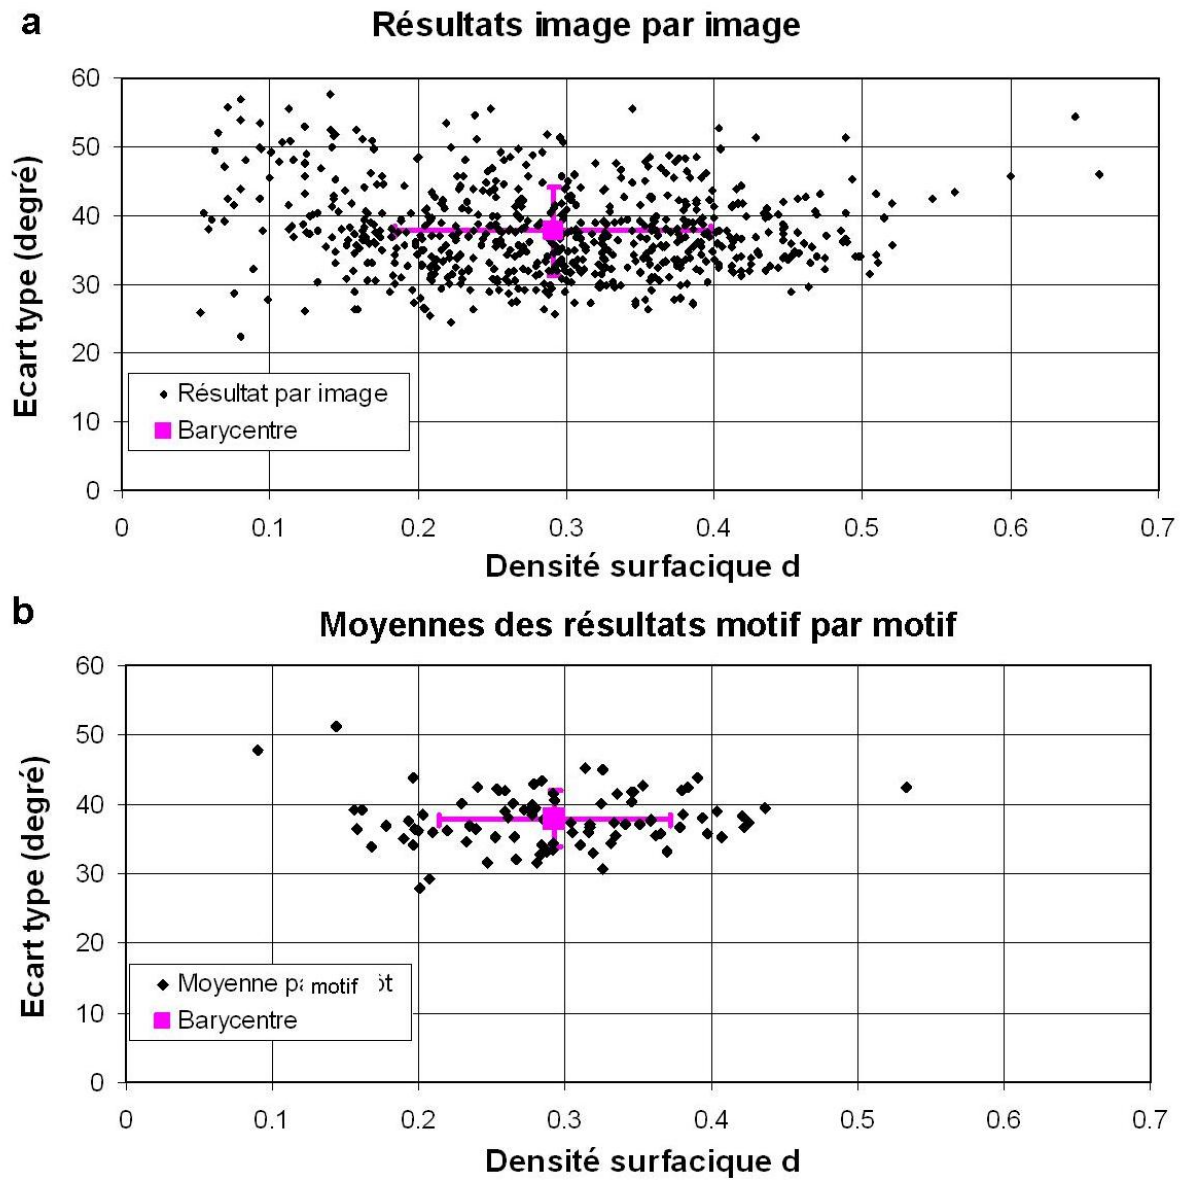 a
Résultats image par image
60
50
40
30
20
10
0
Ecart type (degré)
Résultat par image
Barycentre
0 0.1 0.2 0.3 0.4 0.5 0.6 0.7
Densité surfacique d
b
Moyennes des résultats motif par motif
60
50
40
30
20
10
0
Ecart type (degré)
Moyenne motif
Barycentre
0 0.1 0.2 0.3 0.4 0.5 0.6 0.7
Densité surfacique d